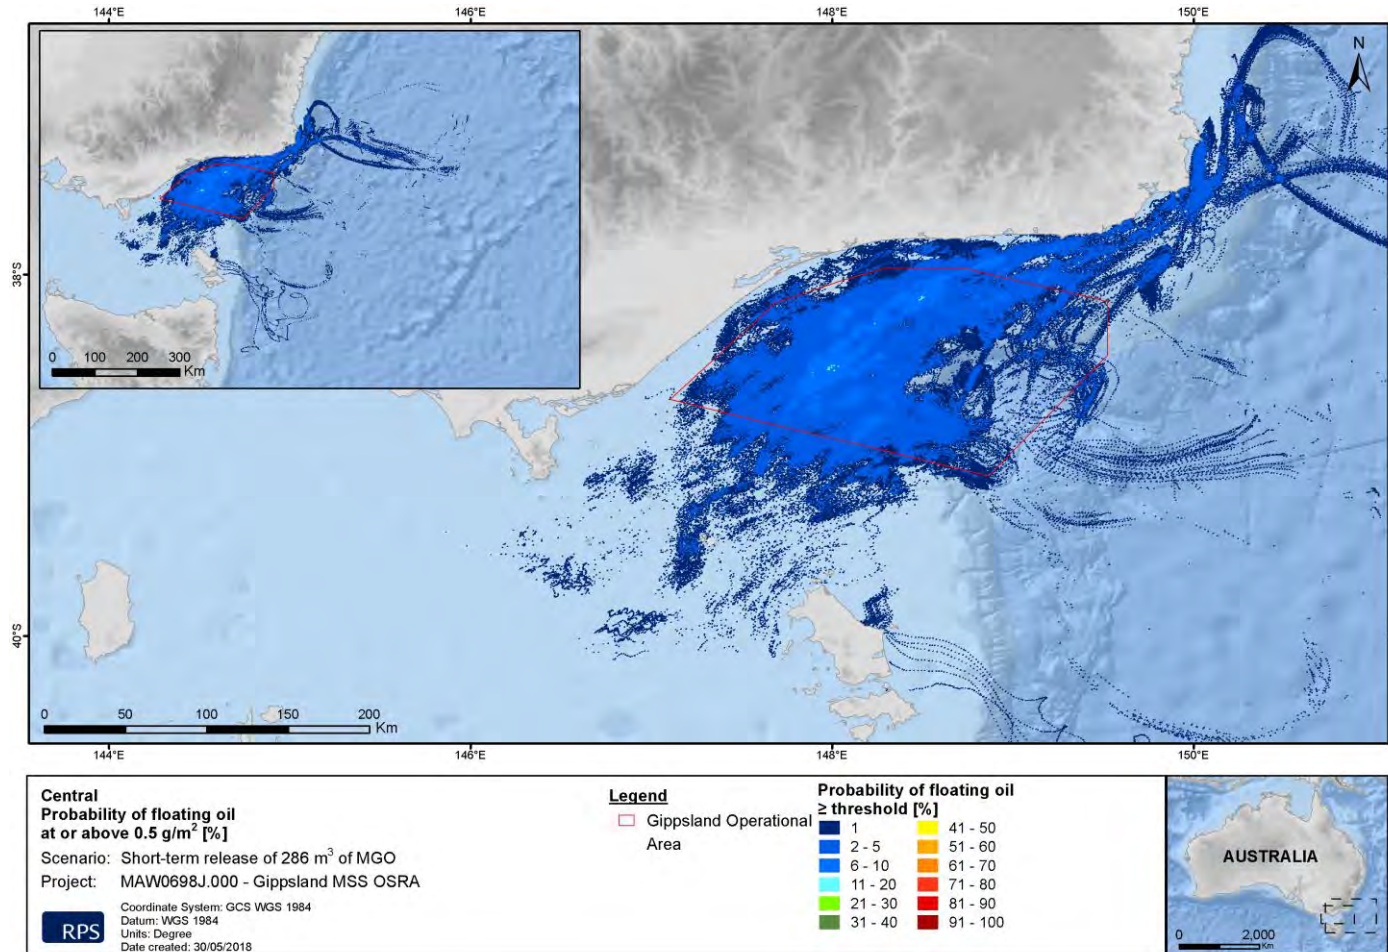 144°E 146°E 148°E 150°E
N
0 100 200 300
Km
38°S
40°S
0 50 100 150 200
Km
144°E 146°E 148°E 150°E
Central
Probability of floating oil
at or above 0.5 g/m² [%]
Scenario: Short-term release of 286 m³ of MGO
Project: MAW0698J.000 - Gippsland MSS OSRA
RPS
Coordinate System: GCS WGS 1984
Datum: WGS 1984
Units: Degree
Date created: 30/05/2018
Legend
Gippsland Operational
Area
Probability of floating oil
≥ threshold [%]
1
2 - 5
6 - 10
11 - 20
21 - 30
31 - 40
41 - 50
51 - 60
61 - 70
71 - 80
81 - 90
91 - 100
AUSTRALIA
0 2,000
Km